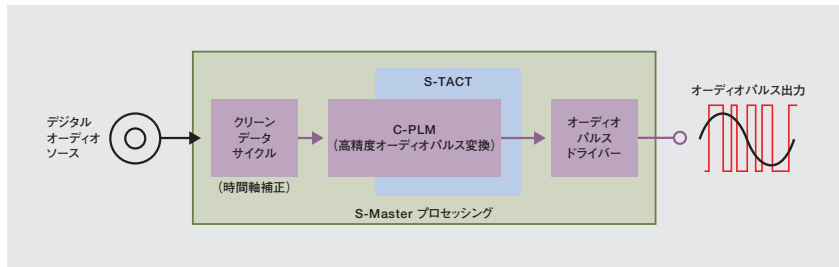 デジタル
オーディオ
ソース
クリーン
データ
サイクル
(時間軸補正)
S-TACT
C-PLM
(高精度オーディオパルス変換)
オーディオ
パルス
ドライバー
S-Master プロセッシング
オーディオパルス出力